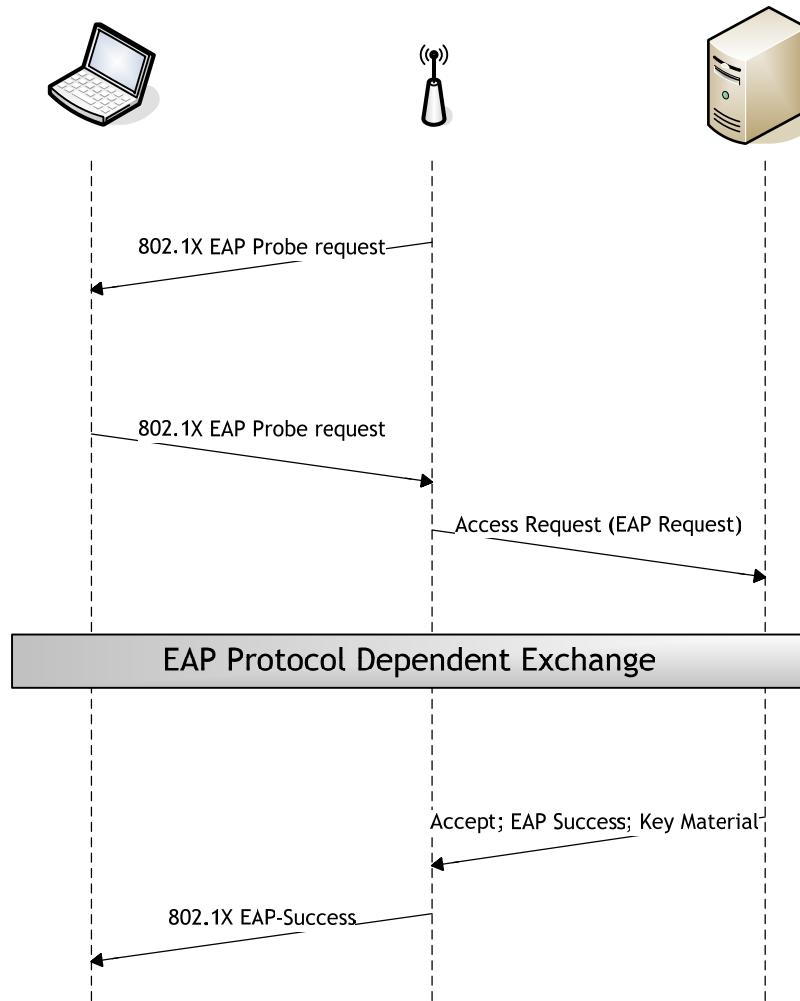 802.1X EAP Probe request
802.1X EAP Probe request
Access Request (EAP Request)
EAP Protocol Dependent Exchange
Accept; EAP Success; Key Material
802.1X EAP-Success